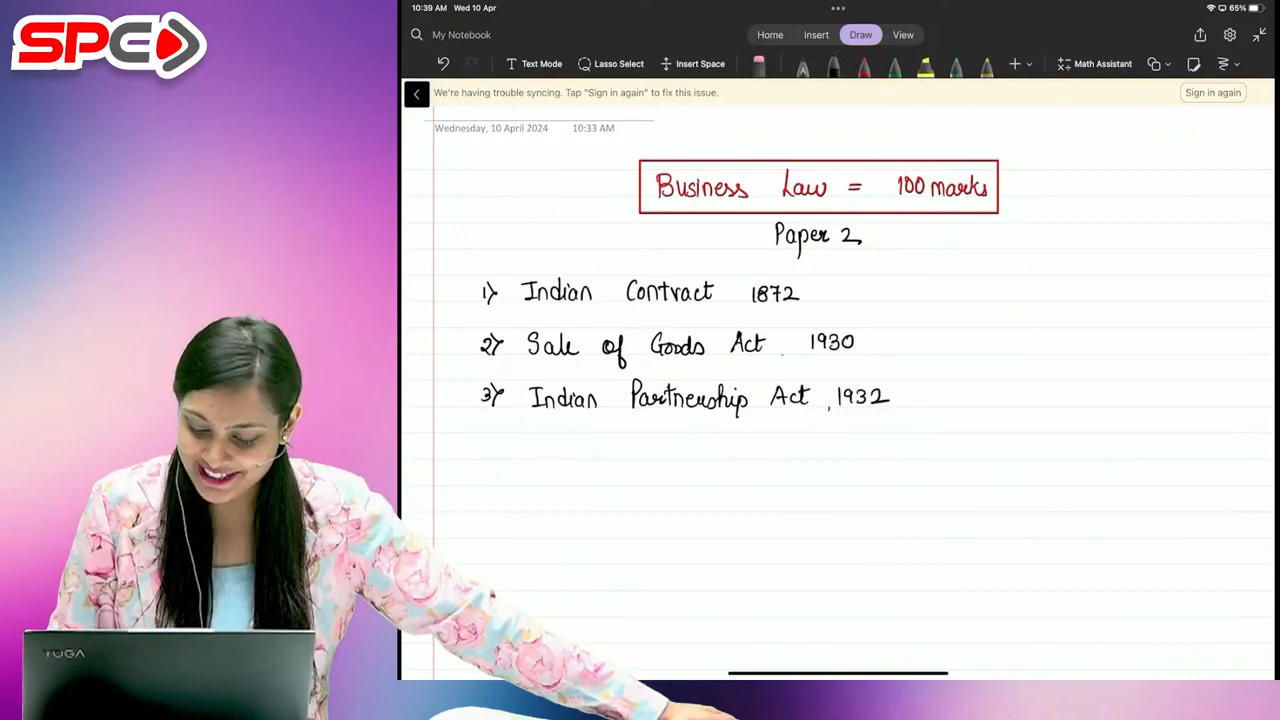 SPC
10:39 AM Wed 10 Apr
65%
My Notebook
Home Insert Draw View
Text Mode Lasso Select Insert Space Math Assistant
We're having trouble syncing. Tap "Sign in again" to fix this issue.
Sign in again
Wednesday, 10 April 2024 10:33 AM
Business Law = 100 marks
Paper 2
1) Indian Contract 1872
2) Sale of Goods Act 1930
3) Indian Partnership Act, 1932
YOGA